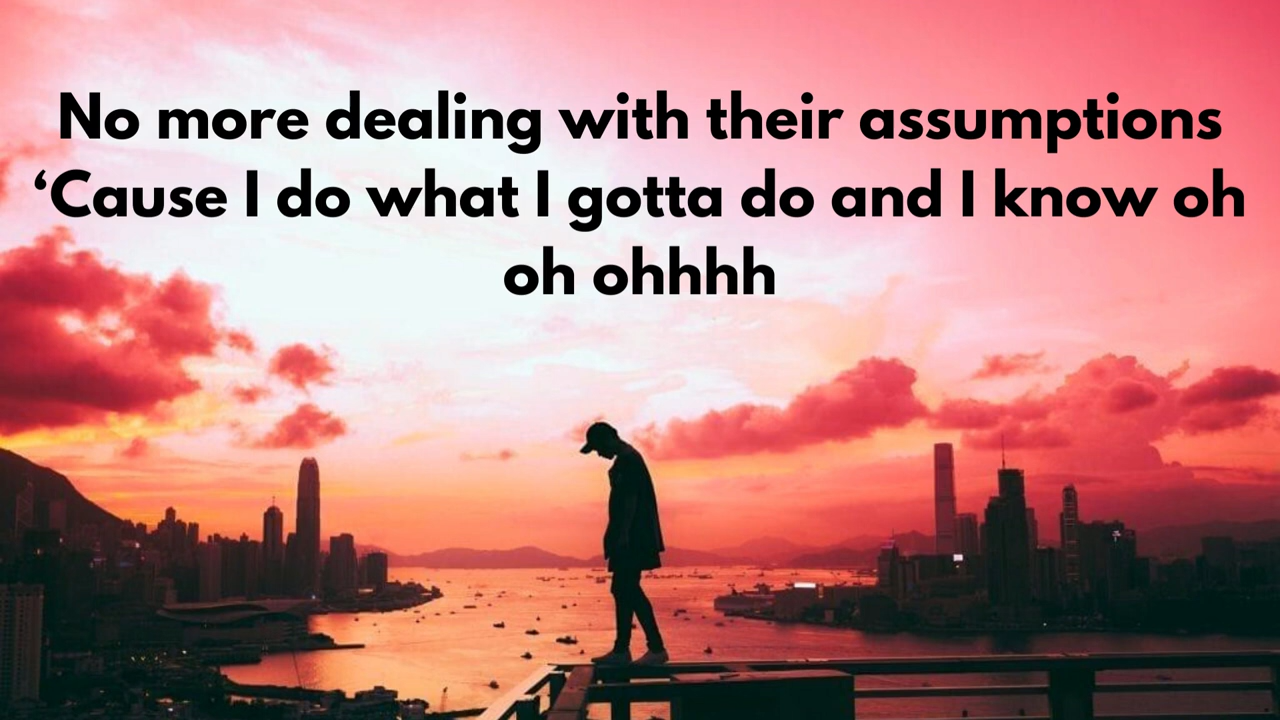 No more dealing with their assumptions
‘Cause I do what I gotta do and I know oh
oh ohhhh